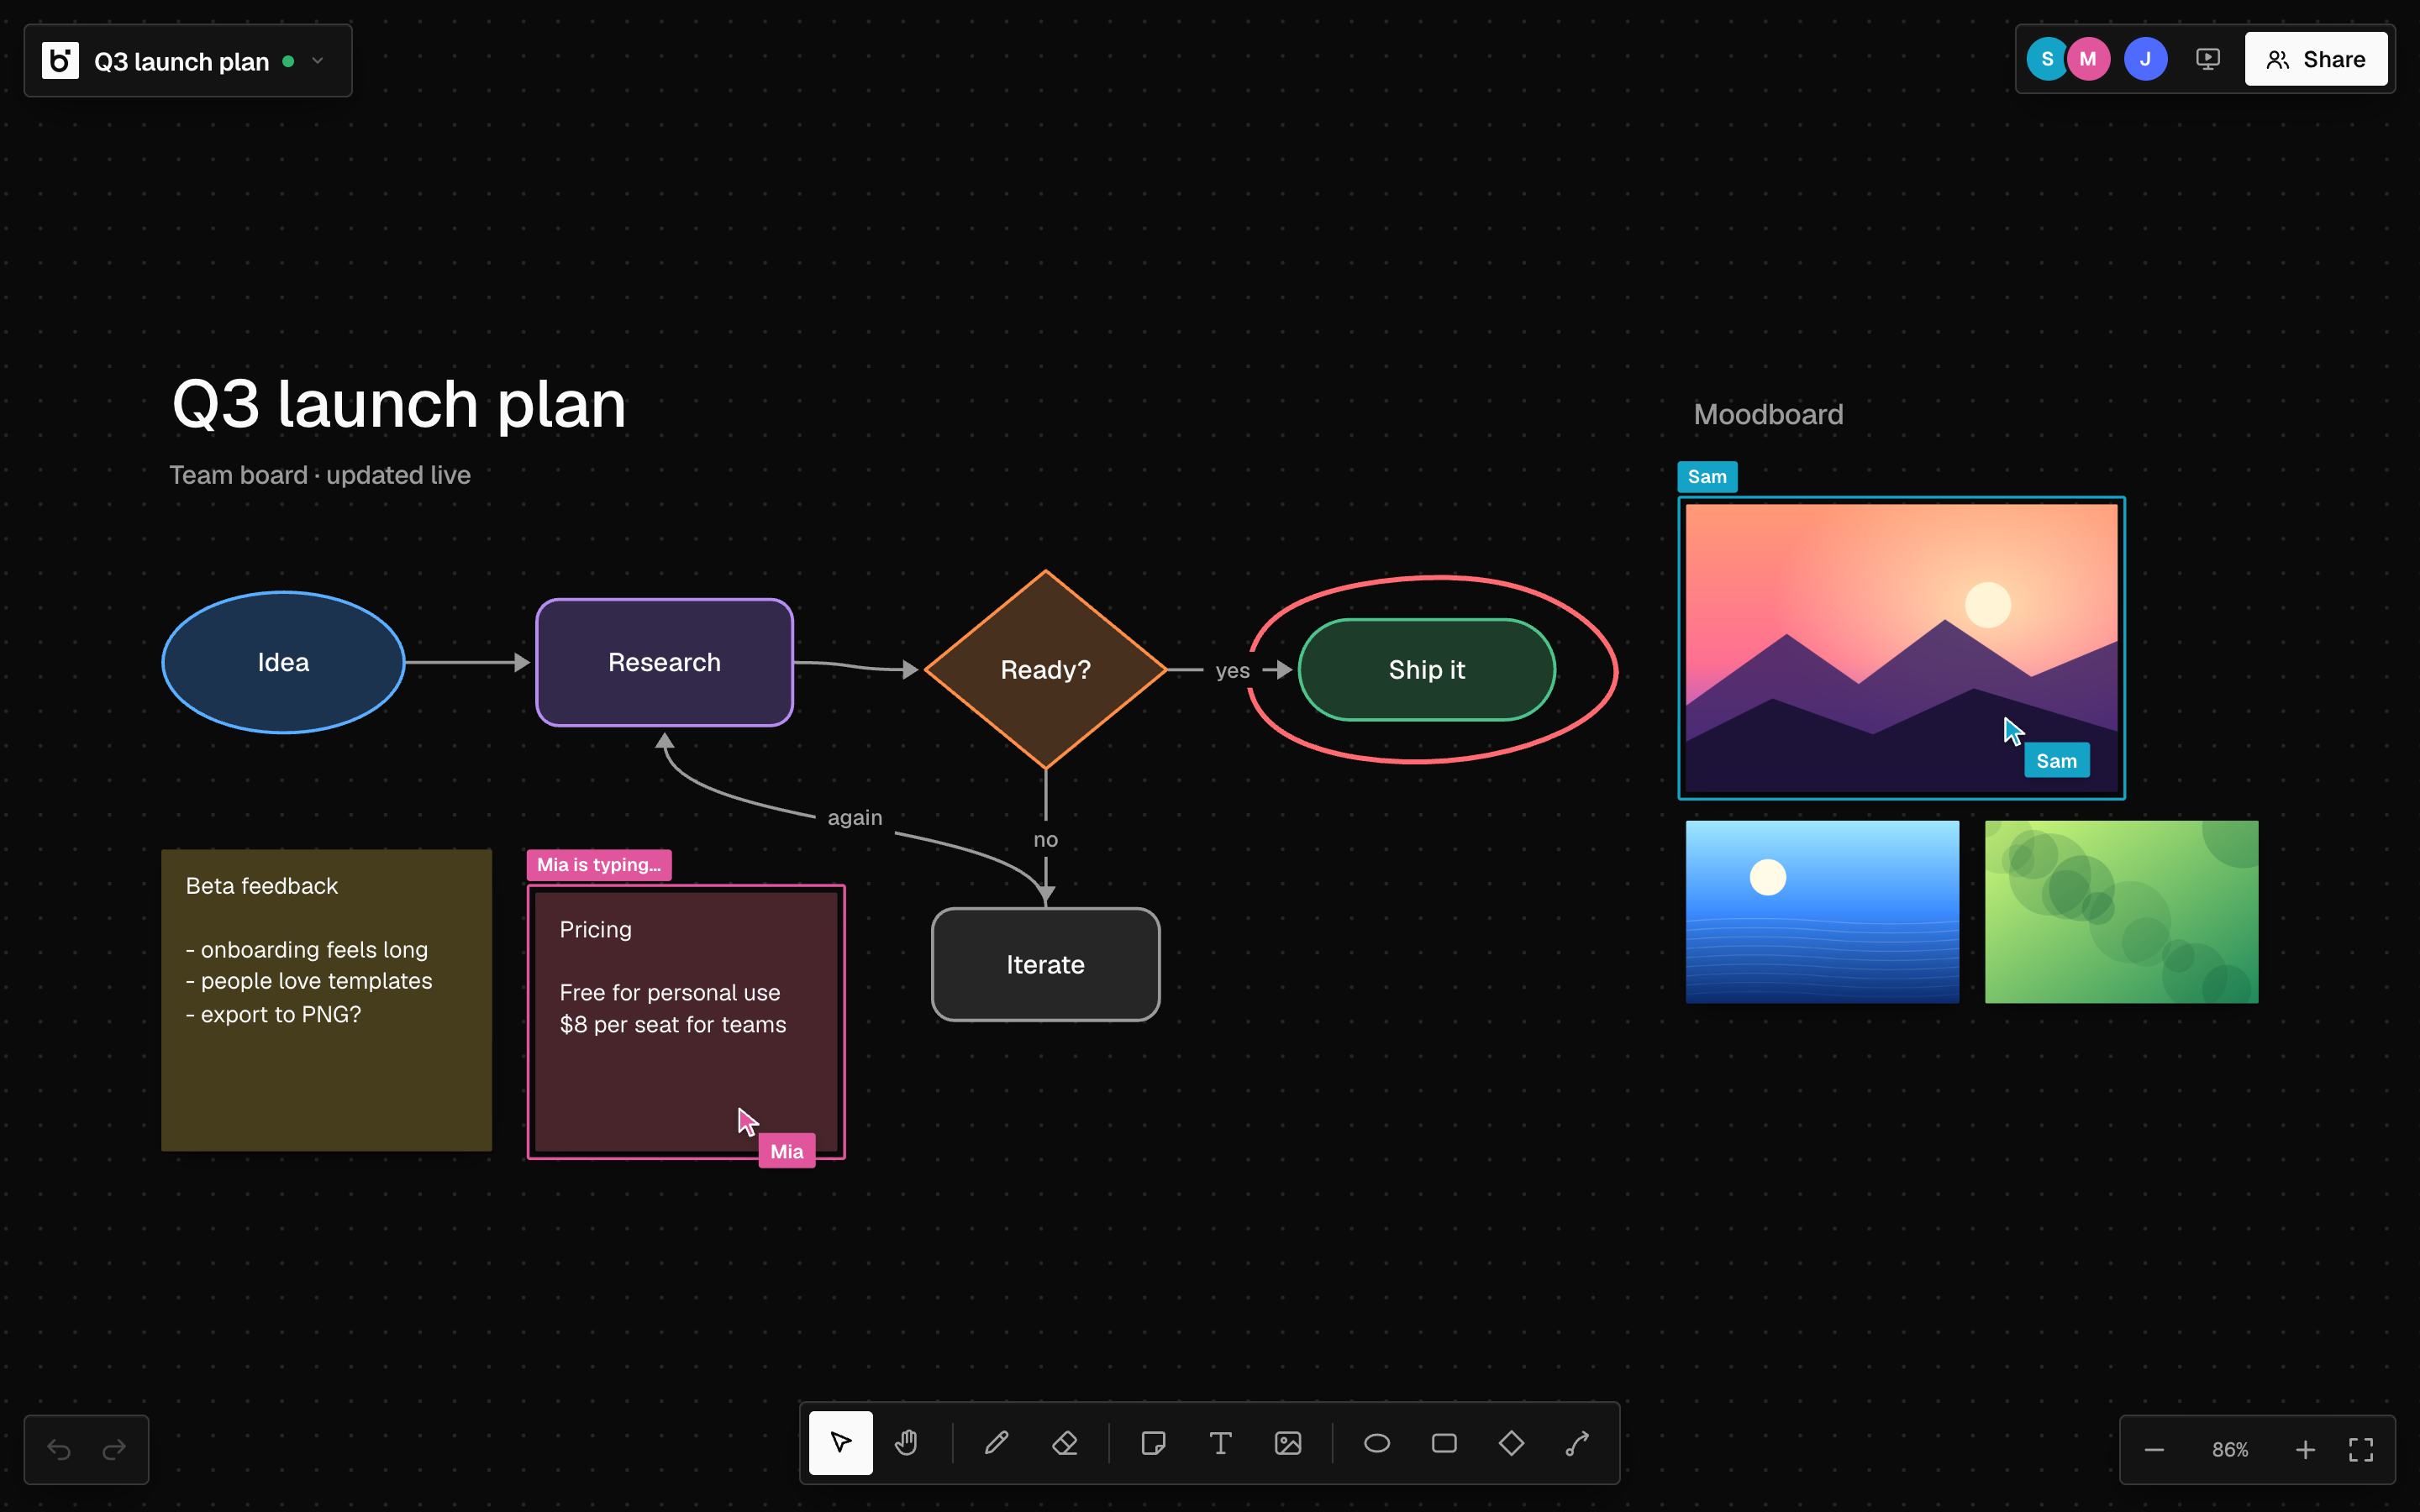 Q3 launch plan
S M J Share
Q3 launch plan
Team board · updated live
Moodboard
Sam
Idea
Research
Ready?
yes
Ship it
Sam
again
no
Mia is typing...
Beta feedback
- onboarding feels long
- people love templates
- export to PNG?
Pricing
Free for personal use
$8 per seat for teams
Mia
Iterate
86%